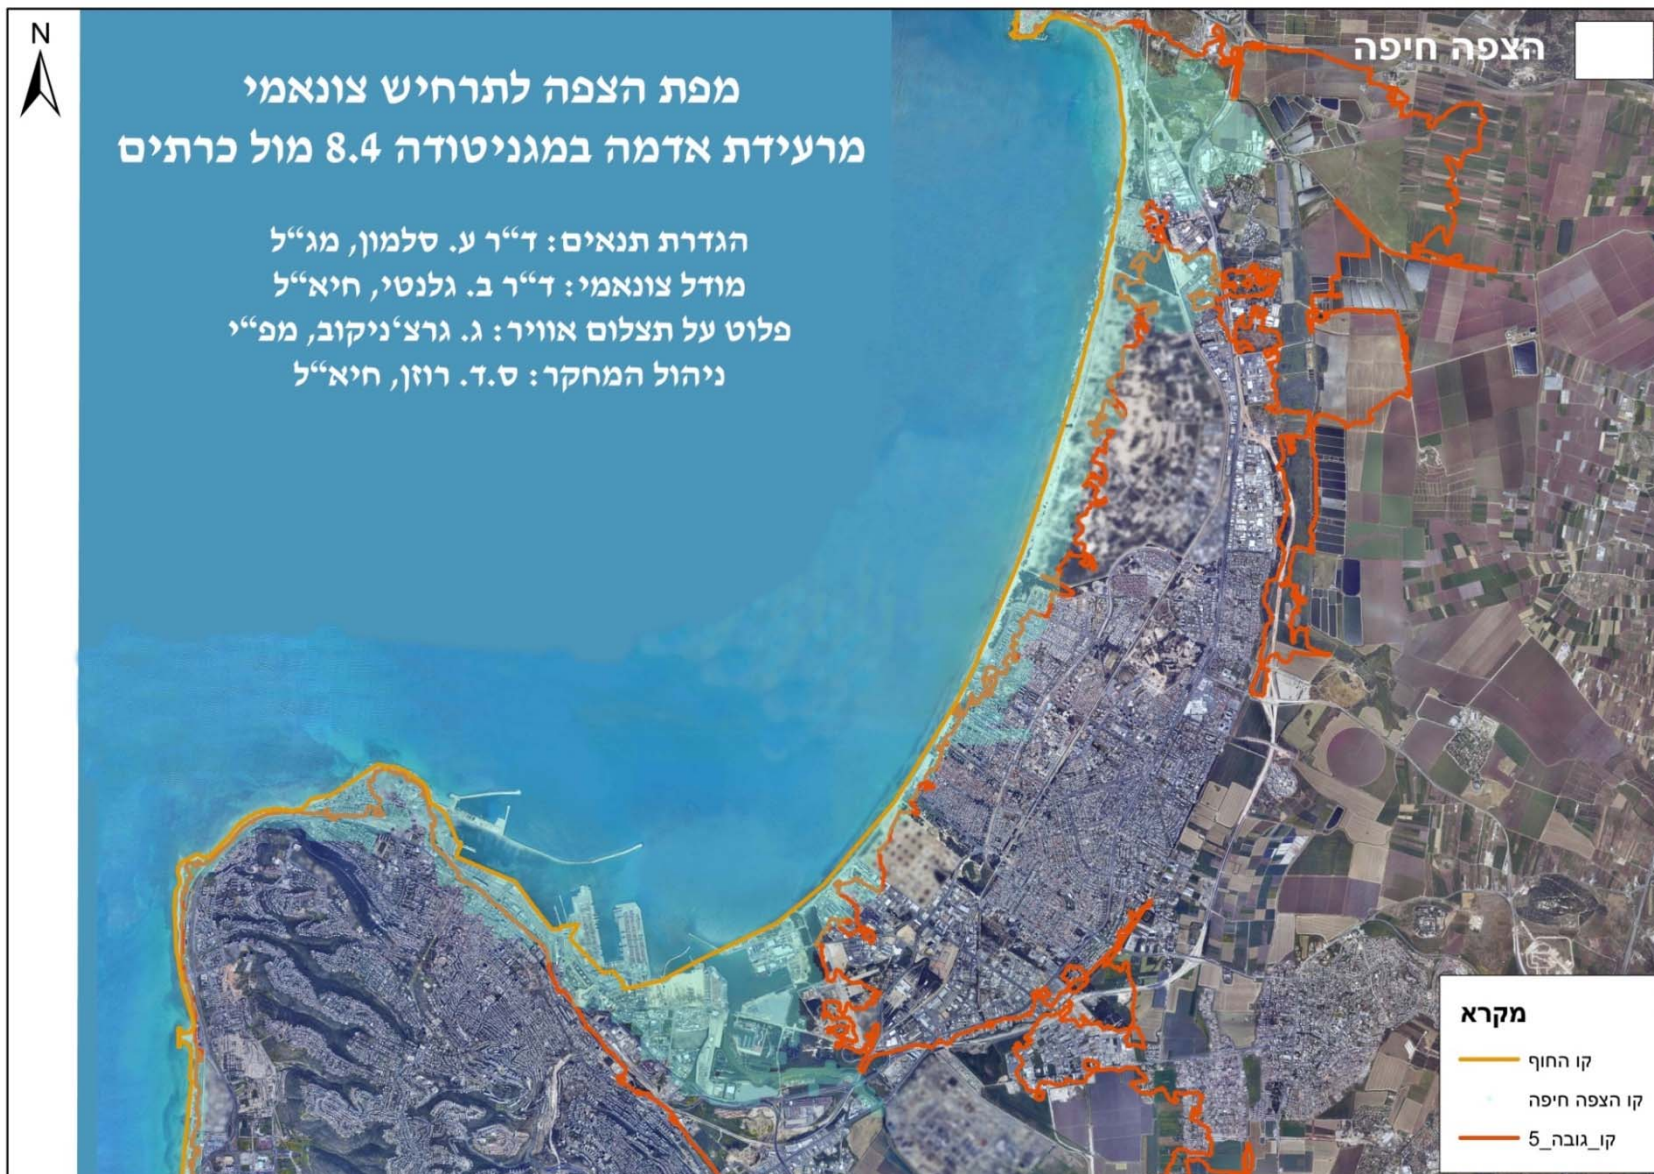 N
הצפה חיפה
מפת הצפה לתרחיש צונאמי
מרעידת אדמה במגניטודה 8.4 מול כרתים
הגדרת תנאים: ד״ר ע. סלמון, מג״ל
מודל צונאמי: ד״ר ב. גלנטי, חיא״ל
פלוט על תצלום אוויר: ג. גרצ׳ניקוב, מפ״י
ניהול המחקר: ס.ד. רוזן, חיא״ל
מקרא
קו החוף
קו הצפה חיפה
קו_גובה_5